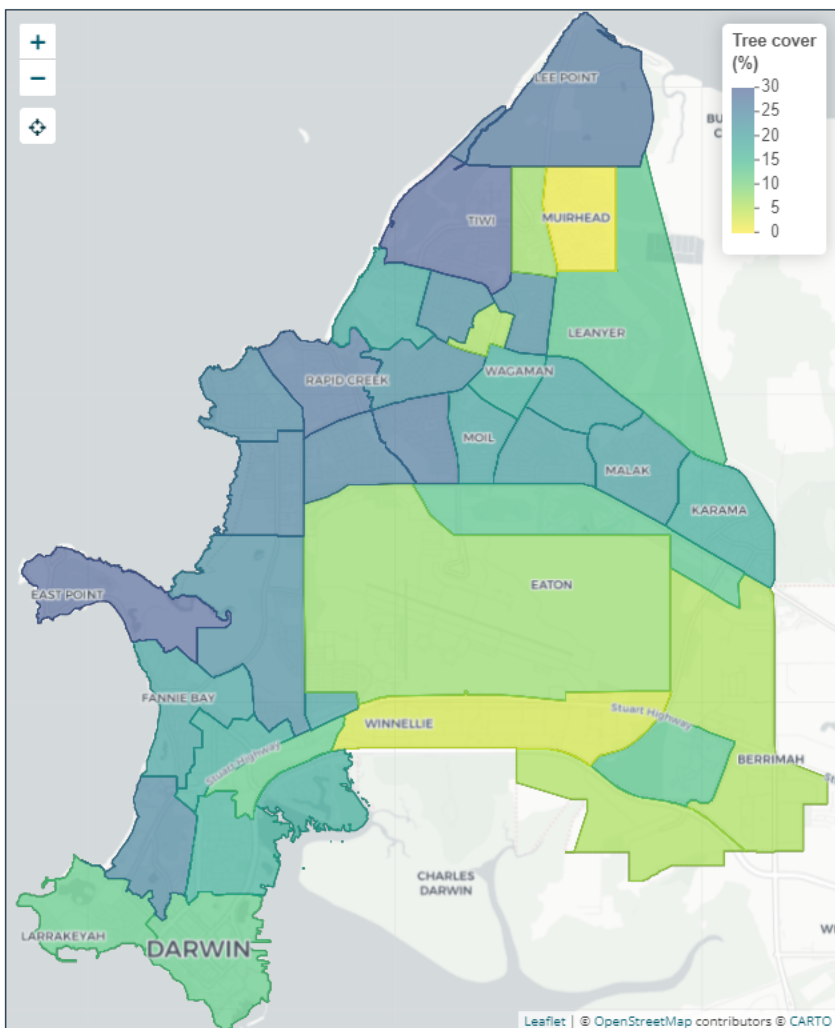 +
−
Tree cover
(%)
30
25
20
15
10
5
0
LEE POINT
BU
C
TIWI
MUIRHEAD
LEANYER
WAGAMAN
RAPID CREEK
MOIL
MALAK
KARAMA
EATON
EAST POINT
FANNIE BAY
WINNELLIE
Stuart Highway
Stuart Highway
BERRIMAH
CHARLES
DARWIN
LARRAKEYAH
DARWIN
Leaflet | © OpenStreetMap contributors © CARTO